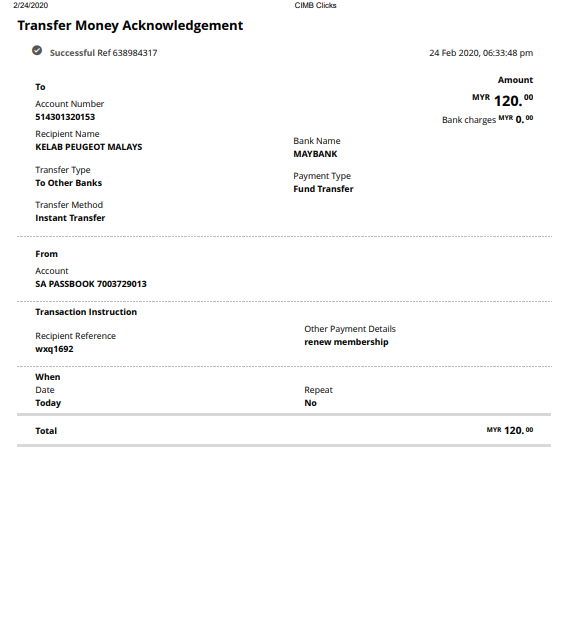 2/24/2020 CIMB Clicks
Transfer Money Acknowledgement
Successful Ref 638984317 24 Feb 2020, 06:33:48 pm
Amount
To
MYR 120.00
Account Number
514301320153
Bank charges MYR 0.00
Recipient Name
KELAB PEUGEOT MALAYS
Bank Name
MAYBANK
Transfer Type
To Other Banks
Payment Type
Fund Transfer
Transfer Method
Instant Transfer
From
Account
SA PASSBOOK 7003729013
Transaction Instruction
Recipient Reference
wxq1692
Other Payment Details
renew membership
When
Date
Today
Repeat
No
Total MYR 120.00